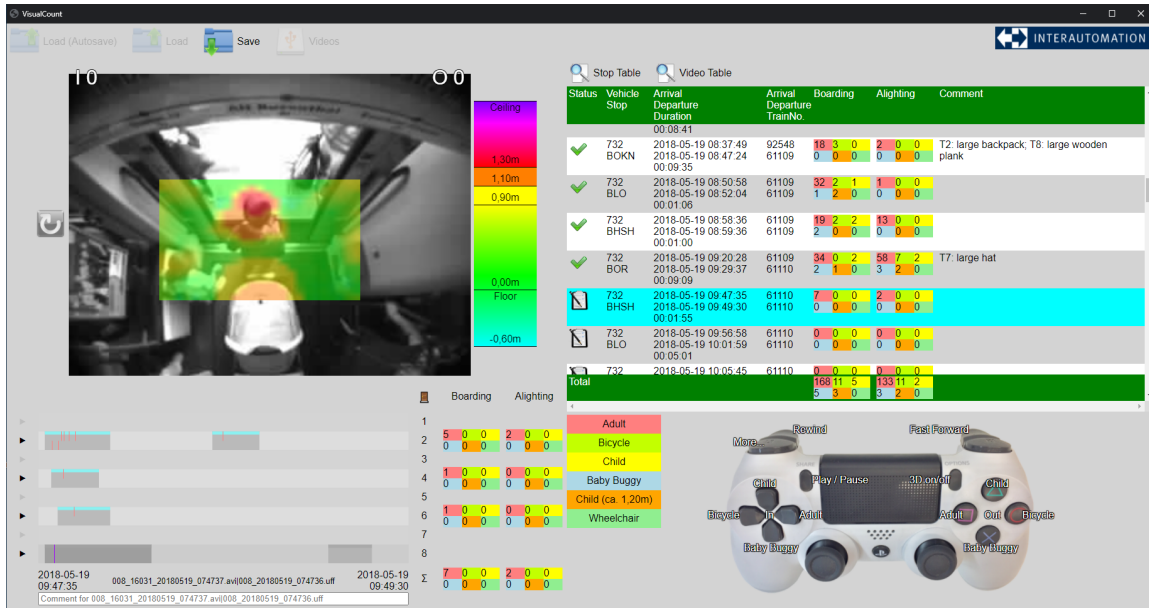 VisualCount
Load (Autosave)
Load
Save
Videos
INTERAUTOMATION
I 0
O 0
Ceiling
1,30m
1,10m
0,90m
0,00m
Floor
-0,60m
Stop Table
Video Table
Status Vehicle Stop Arrival Departure Duration Arrival Departure TrainNo. Boarding Alighting Comment
00:08:41
732 2018-05-19 08:37:49 92548 18 3 0 2 0 0 T2: large backpack; T8: large wooden
BOKN 2018-05-19 08:47:24 61109 0 0 0 0 0 0 plank
00:09:35
732 2018-05-19 08:50:58 61109 32 2 1 1 0 0
BLO 2018-05-19 08:52:04 61109 1 2 0 0 0 0
00:01:06
732 2018-05-19 08:58:36 61109 19 2 2 13 0 0
BHSH 2018-05-19 08:59:36 61109 2 0 0 0 0 0
00:01:00
732 2018-05-19 09:20:28 61109 34 0 2 58 7 2 T7: large hat
BOR 2018-05-19 09:29:37 61110 2 1 0 3 2 0
00:09:09
732 2018-05-19 09:47:35 61110 7 0 0 2 0 0
BHSH 2018-05-19 09:49:30 61110 0 0 0 0 0 0
00:01:55
732 2018-05-19 09:56:58 61110 0 0 0 0 0 0
BLO 2018-05-19 10:01:59 61110 0 0 0 0 0 0
00:05:01
732 2018-05-19 10:05:45 61110 0 0 0 0 0 0
Total 168 11 5 133 11 2
5 3 0 3 2 0
Boarding Alighting
1
2 5 0 0 2 0 0
0 0 0 0 0 0
3
4 1 0 0 0 0 0
0 0 0 0 0 0
5
6 1 0 0 0 0 0
0 0 0 0 0 0
7
8
Σ 7 0 0 2 0 0
0 0 0 0 0 0
2018-05-19
09:47:35
008_16031_20180519_074737.avi|008_20180519_074736.uff
2018-05-19
09:49:30
Comment for 008_16031_20180519_074737.avi|008_20180519_074736.uff
Adult
Bicycle
Child
Baby Buggy
Child (ca. 1,20m)
Wheelchair
Rewind
Fast Forward
More...
Play / Pause
3D on/off
Child
Child
Bicycle
In
Adult
Adult
Out
Bicycle
Baby Buggy
Baby Buggy